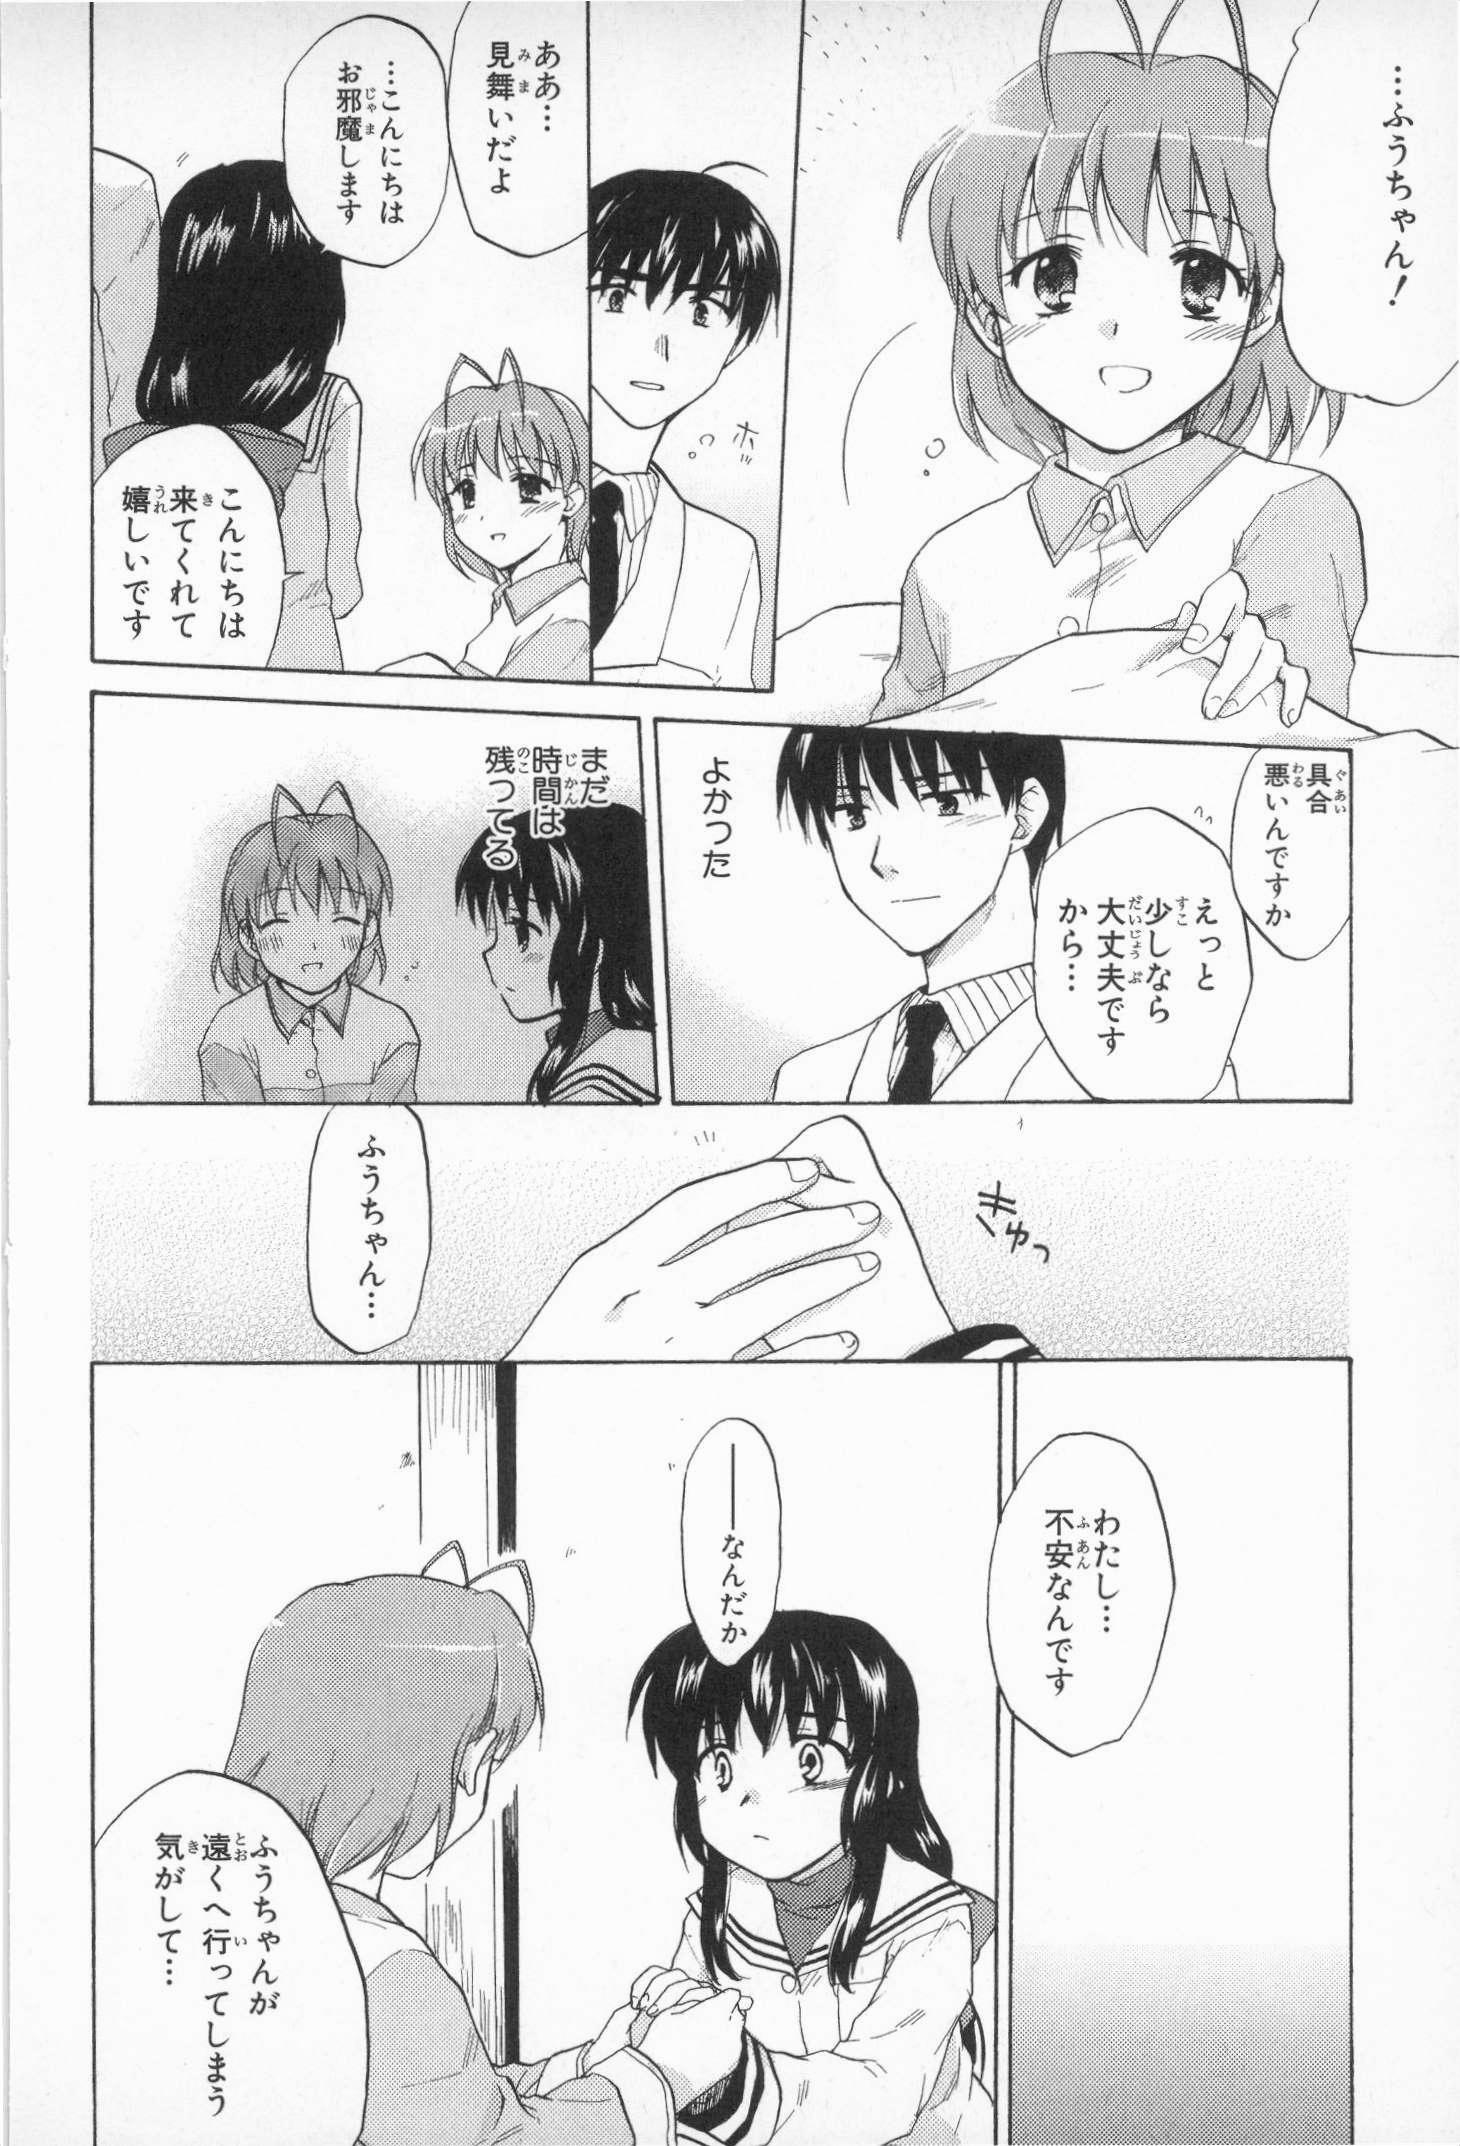 …ふうちゃん！
ああ…
見舞いだよ
ホッ
…こんにちは
お邪魔します
こんにちは
来てくれて
嬉しいです
具合
悪いんですか
えっと
少しなら
大丈夫です
から…
よかった
まだ
時間は
残ってる
きゅっ
ふうちゃん…
わたし…
不安なんです
――なんだか
ふうちゃんが
遠くへ行ってしまう
気がして…